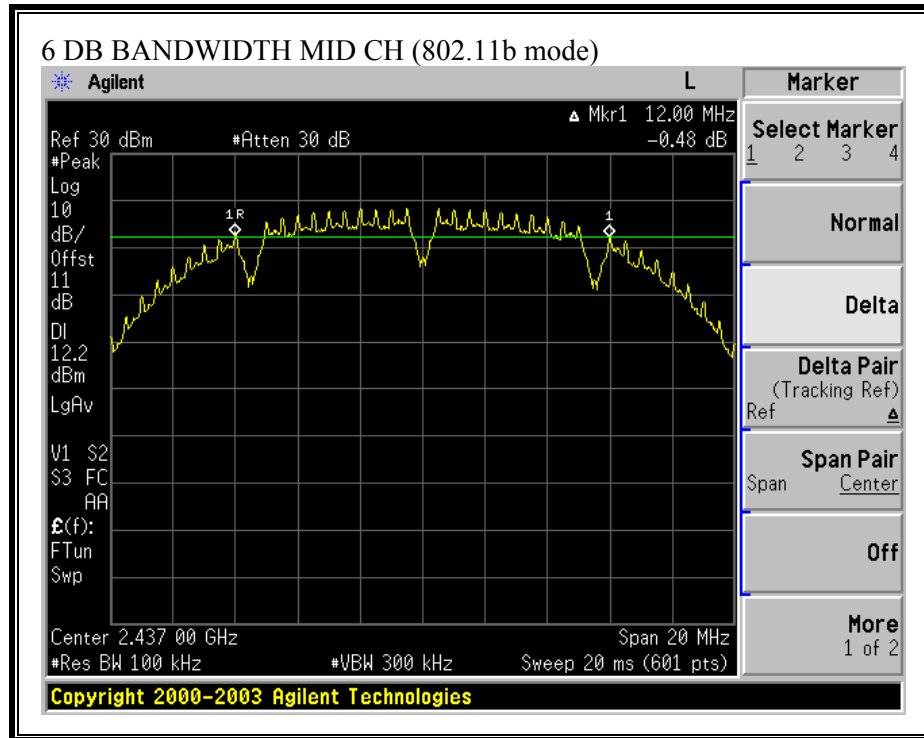 6 DB BANDWIDTH MID CH (802.11b mode)
Agilent
L
Marker
Δ Mkr1 12.00 MHz
Ref 30 dBm #Atten 30 dB -0.48 dB
#Peak
Log
10
dB/
Offst
11
dB
DI
12.2
dBm
LgAv
V1 S2
S3 FC
AA
£(f):
FTun
Swp
1R
1
Center 2.437 00 GHz Span 20 MHz
#Res BW 100 kHz #VBW 300 kHz Sweep 20 ms (601 pts)
Select Marker
1 2 3 4
Normal
Delta
Delta Pair
(Tracking Ref)
Ref Δ
Span Pair
Span Center
Off
More
1 of 2
Copyright 2000-2003 Agilent Technologies